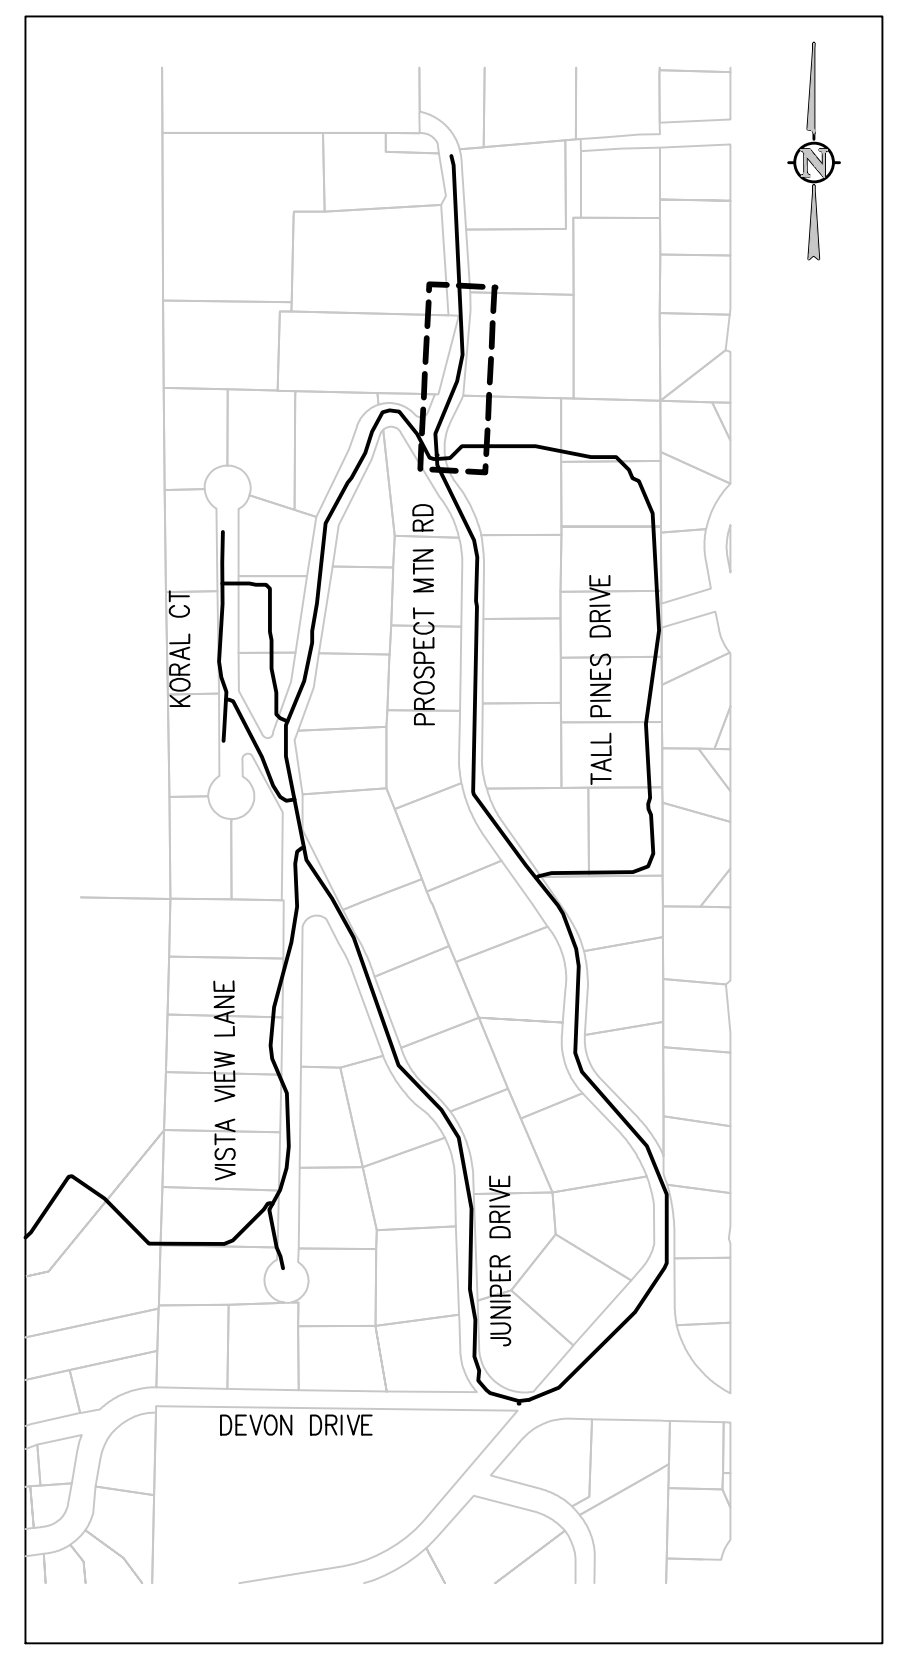 N
PROSPECT MTN RD
KORAL CT
TALL PINES DRIVE
VISTA VIEW LANE
JUNIPER DRIVE
DEVON DRIVE